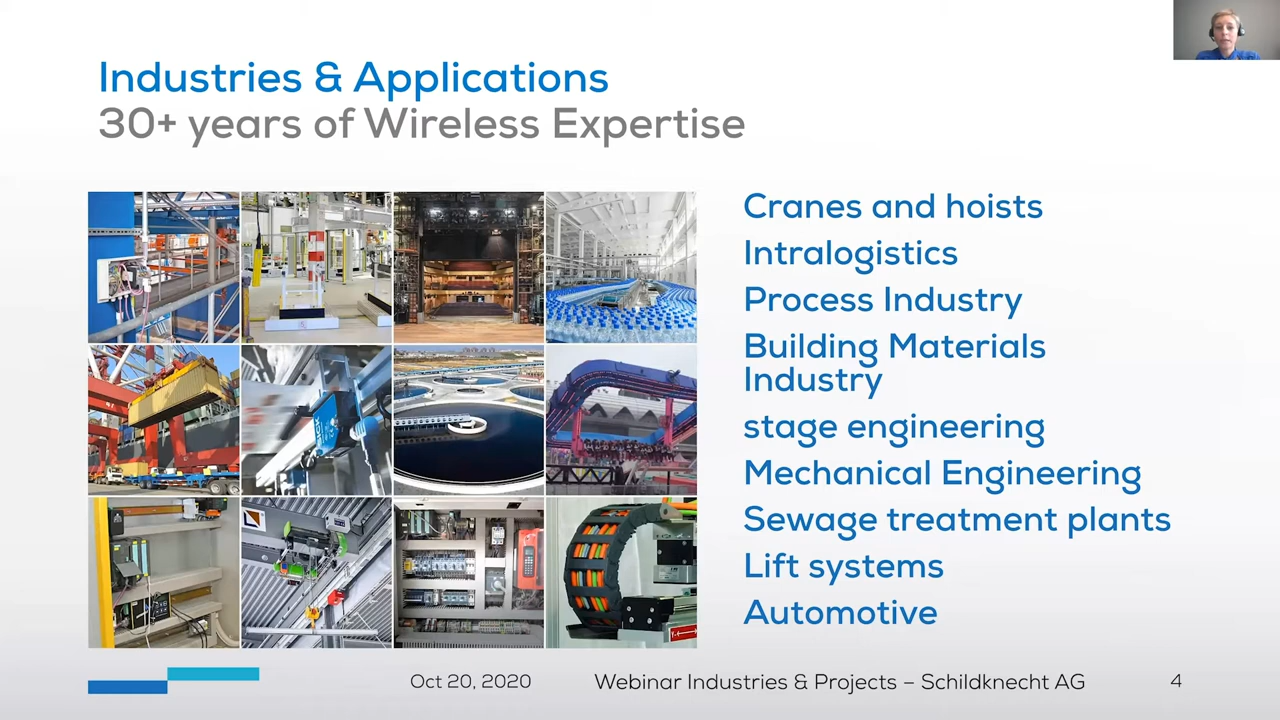 Industries & Applications
30+ years of Wireless Expertise
Cranes and hoists
Intralogistics
Process Industry
Building Materials
Industry
stage engineering
Mechanical Engineering
Sewage treatment plants
Lift systems
Automotive
Oct 20, 2020
Webinar Industries & Projects – Schildknecht AG
4